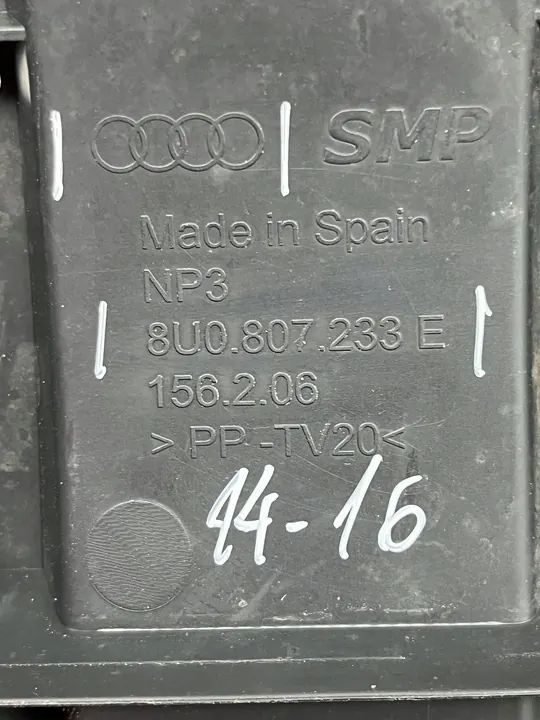 SMP
Made in Spain
NP3
8U0.807.233 E
156.2.06
> PP -TV20<
14-16